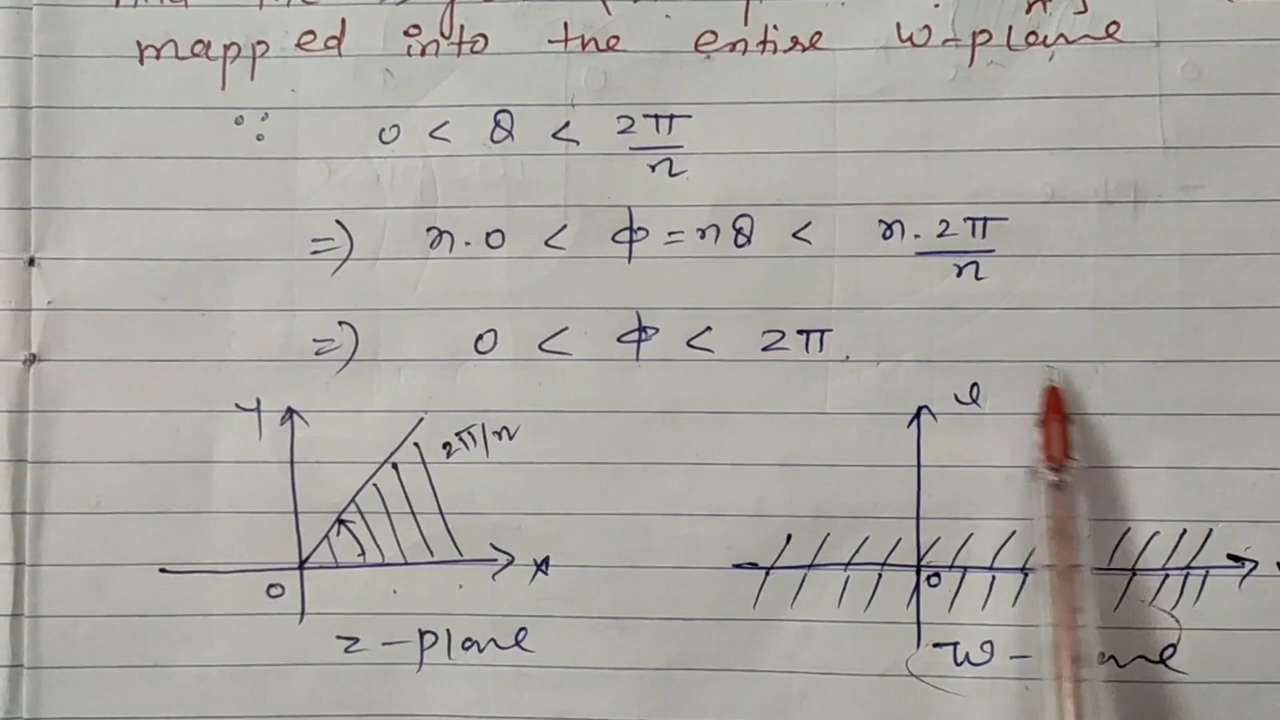 mapped into the entire w-plane
∵ 0 < θ < 2π/n
=> n.0 < ϕ = nθ < n.2π/n
=> 0 < ϕ < 2π.
Y
2π/n
O
X
z-plane
v
O
w-